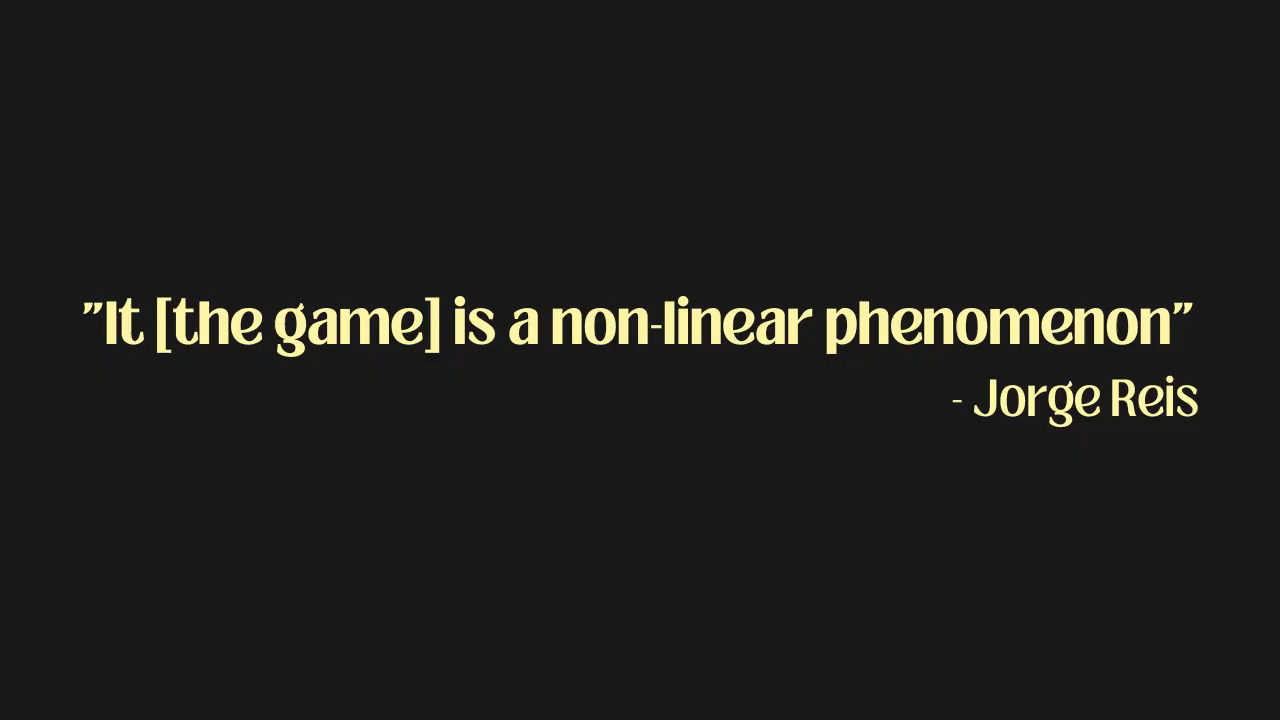 "It [the game] is a non-linear phenomenon"
- Jorge Reis